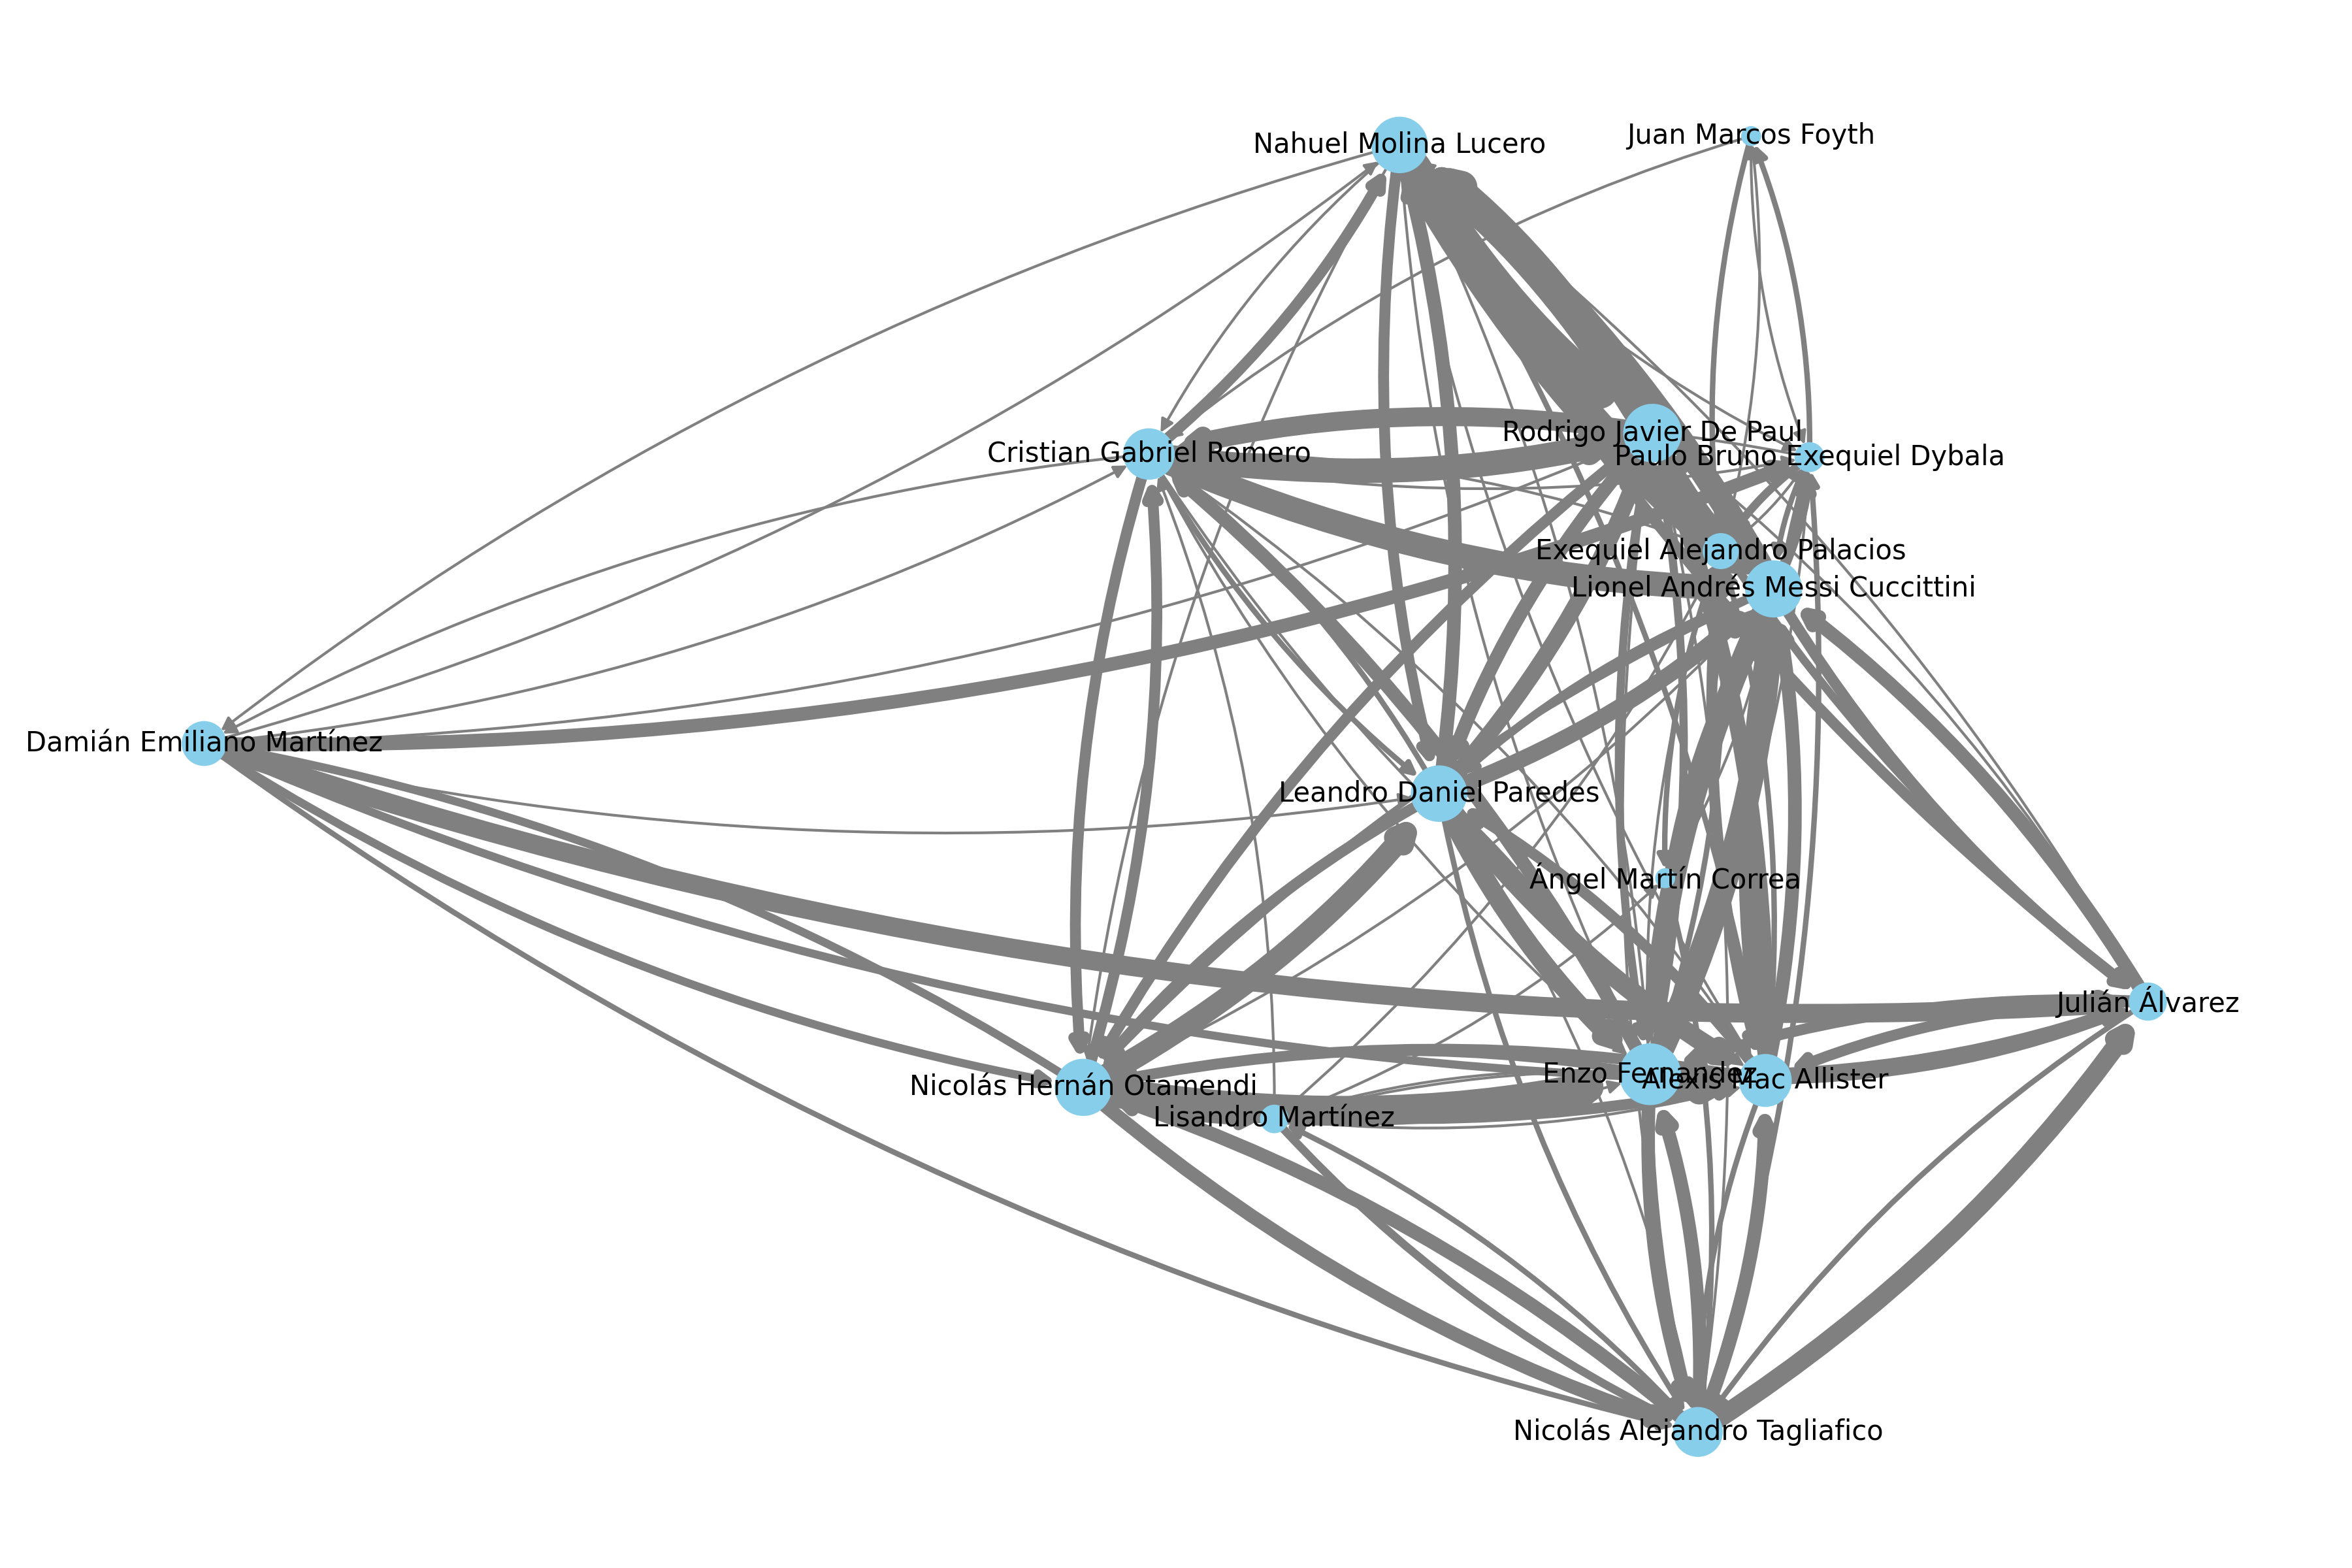 Juan Marcos Foyth
Nahuel Molina Lucero
Rodrigo Javier De Paul
Cristian Gabriel Romero
Paulo Bruno Exequiel Dybala
Exequiel Alejandro Palacios
Lionel Andrés Messi Cuccittini
Damián Emiliano Martínez
Leandro Daniel Paredes
Ángel Martín Correa
Julián Álvarez
Enzo Fernandez
Alexis Mac Allister
Nicolás Hernán Otamendi
Lisandro Martínez
Nicolás Alejandro Tagliafico